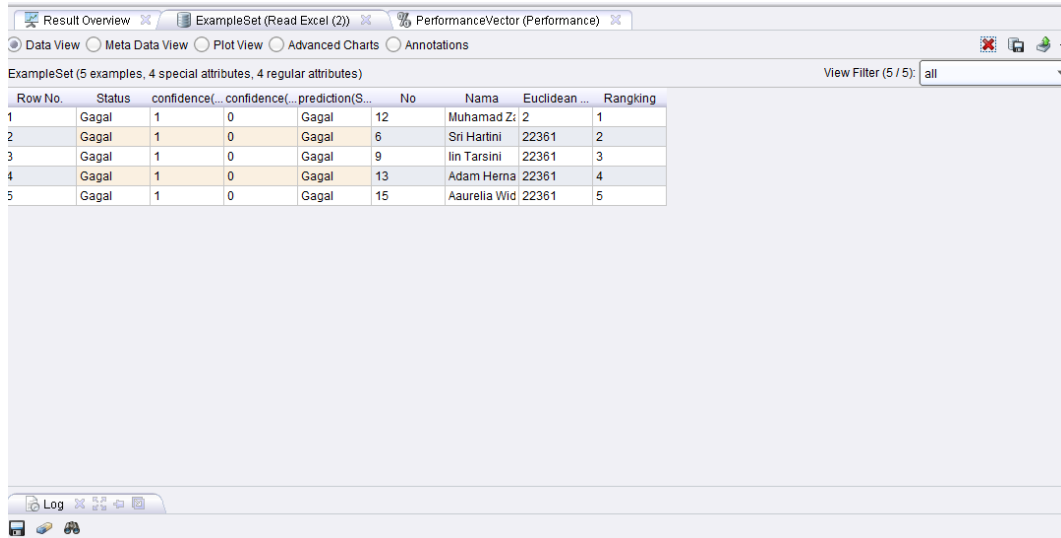 Result Overview ExampleSet (Read Excel (2)) PerformanceVector (Performance)
Data View Meta Data View Plot View Advanced Charts Annotations
ExampleSet (5 examples, 4 special attributes, 4 regular attributes) View Filter (5 / 5): all
Row No. Status confidence(... confidence(... prediction(S... No Nama Euclidean ... Rangking
1 Gagal 1 0 Gagal 12 Muhamad Za 2 1
2 Gagal 1 0 Gagal 6 Sri Hartini 22361 2
3 Gagal 1 0 Gagal 9 Iin Tarsini 22361 3
4 Gagal 1 0 Gagal 13 Adam Herna 22361 4
5 Gagal 1 0 Gagal 15 Aaurelia Wid 22361 5
Log